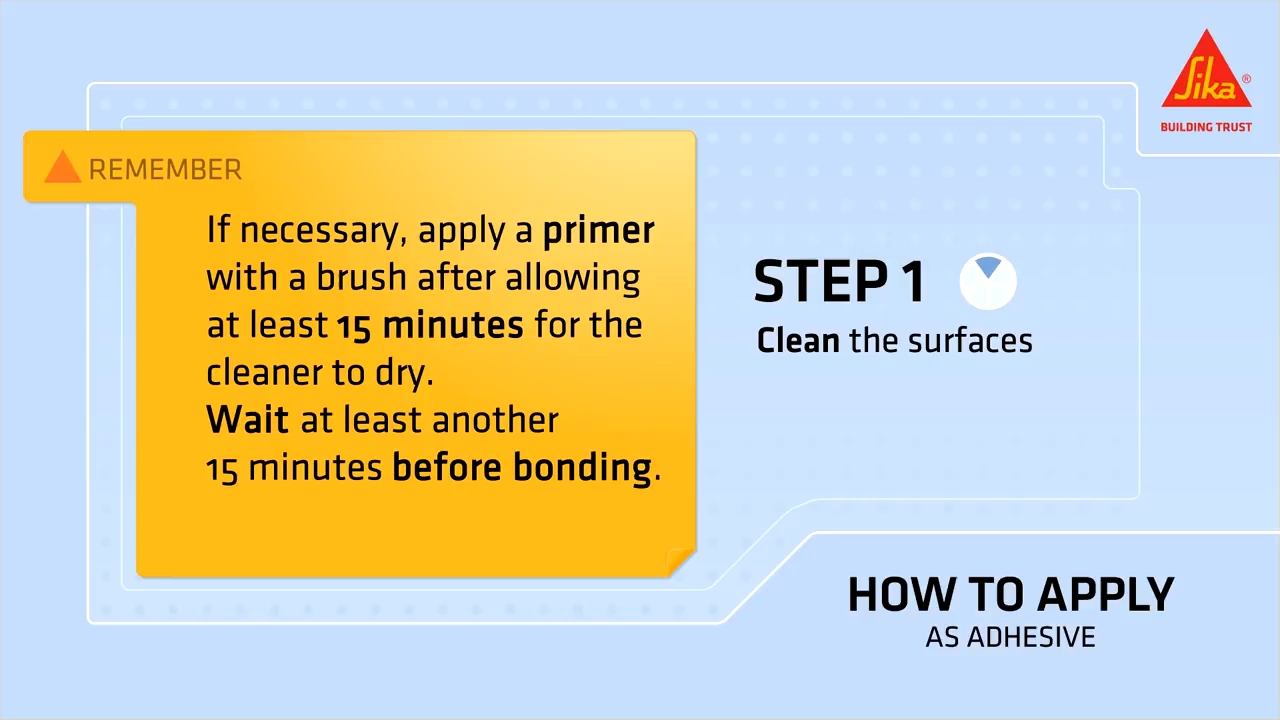 Sika®
BUILDING TRUST
REMEMBER
If necessary, apply a primer
with a brush after allowing
at least 15 minutes for the
cleaner to dry.
Wait at least another
15 minutes before bonding.
STEP 1
Clean the surfaces
HOW TO APPLY
AS ADHESIVE